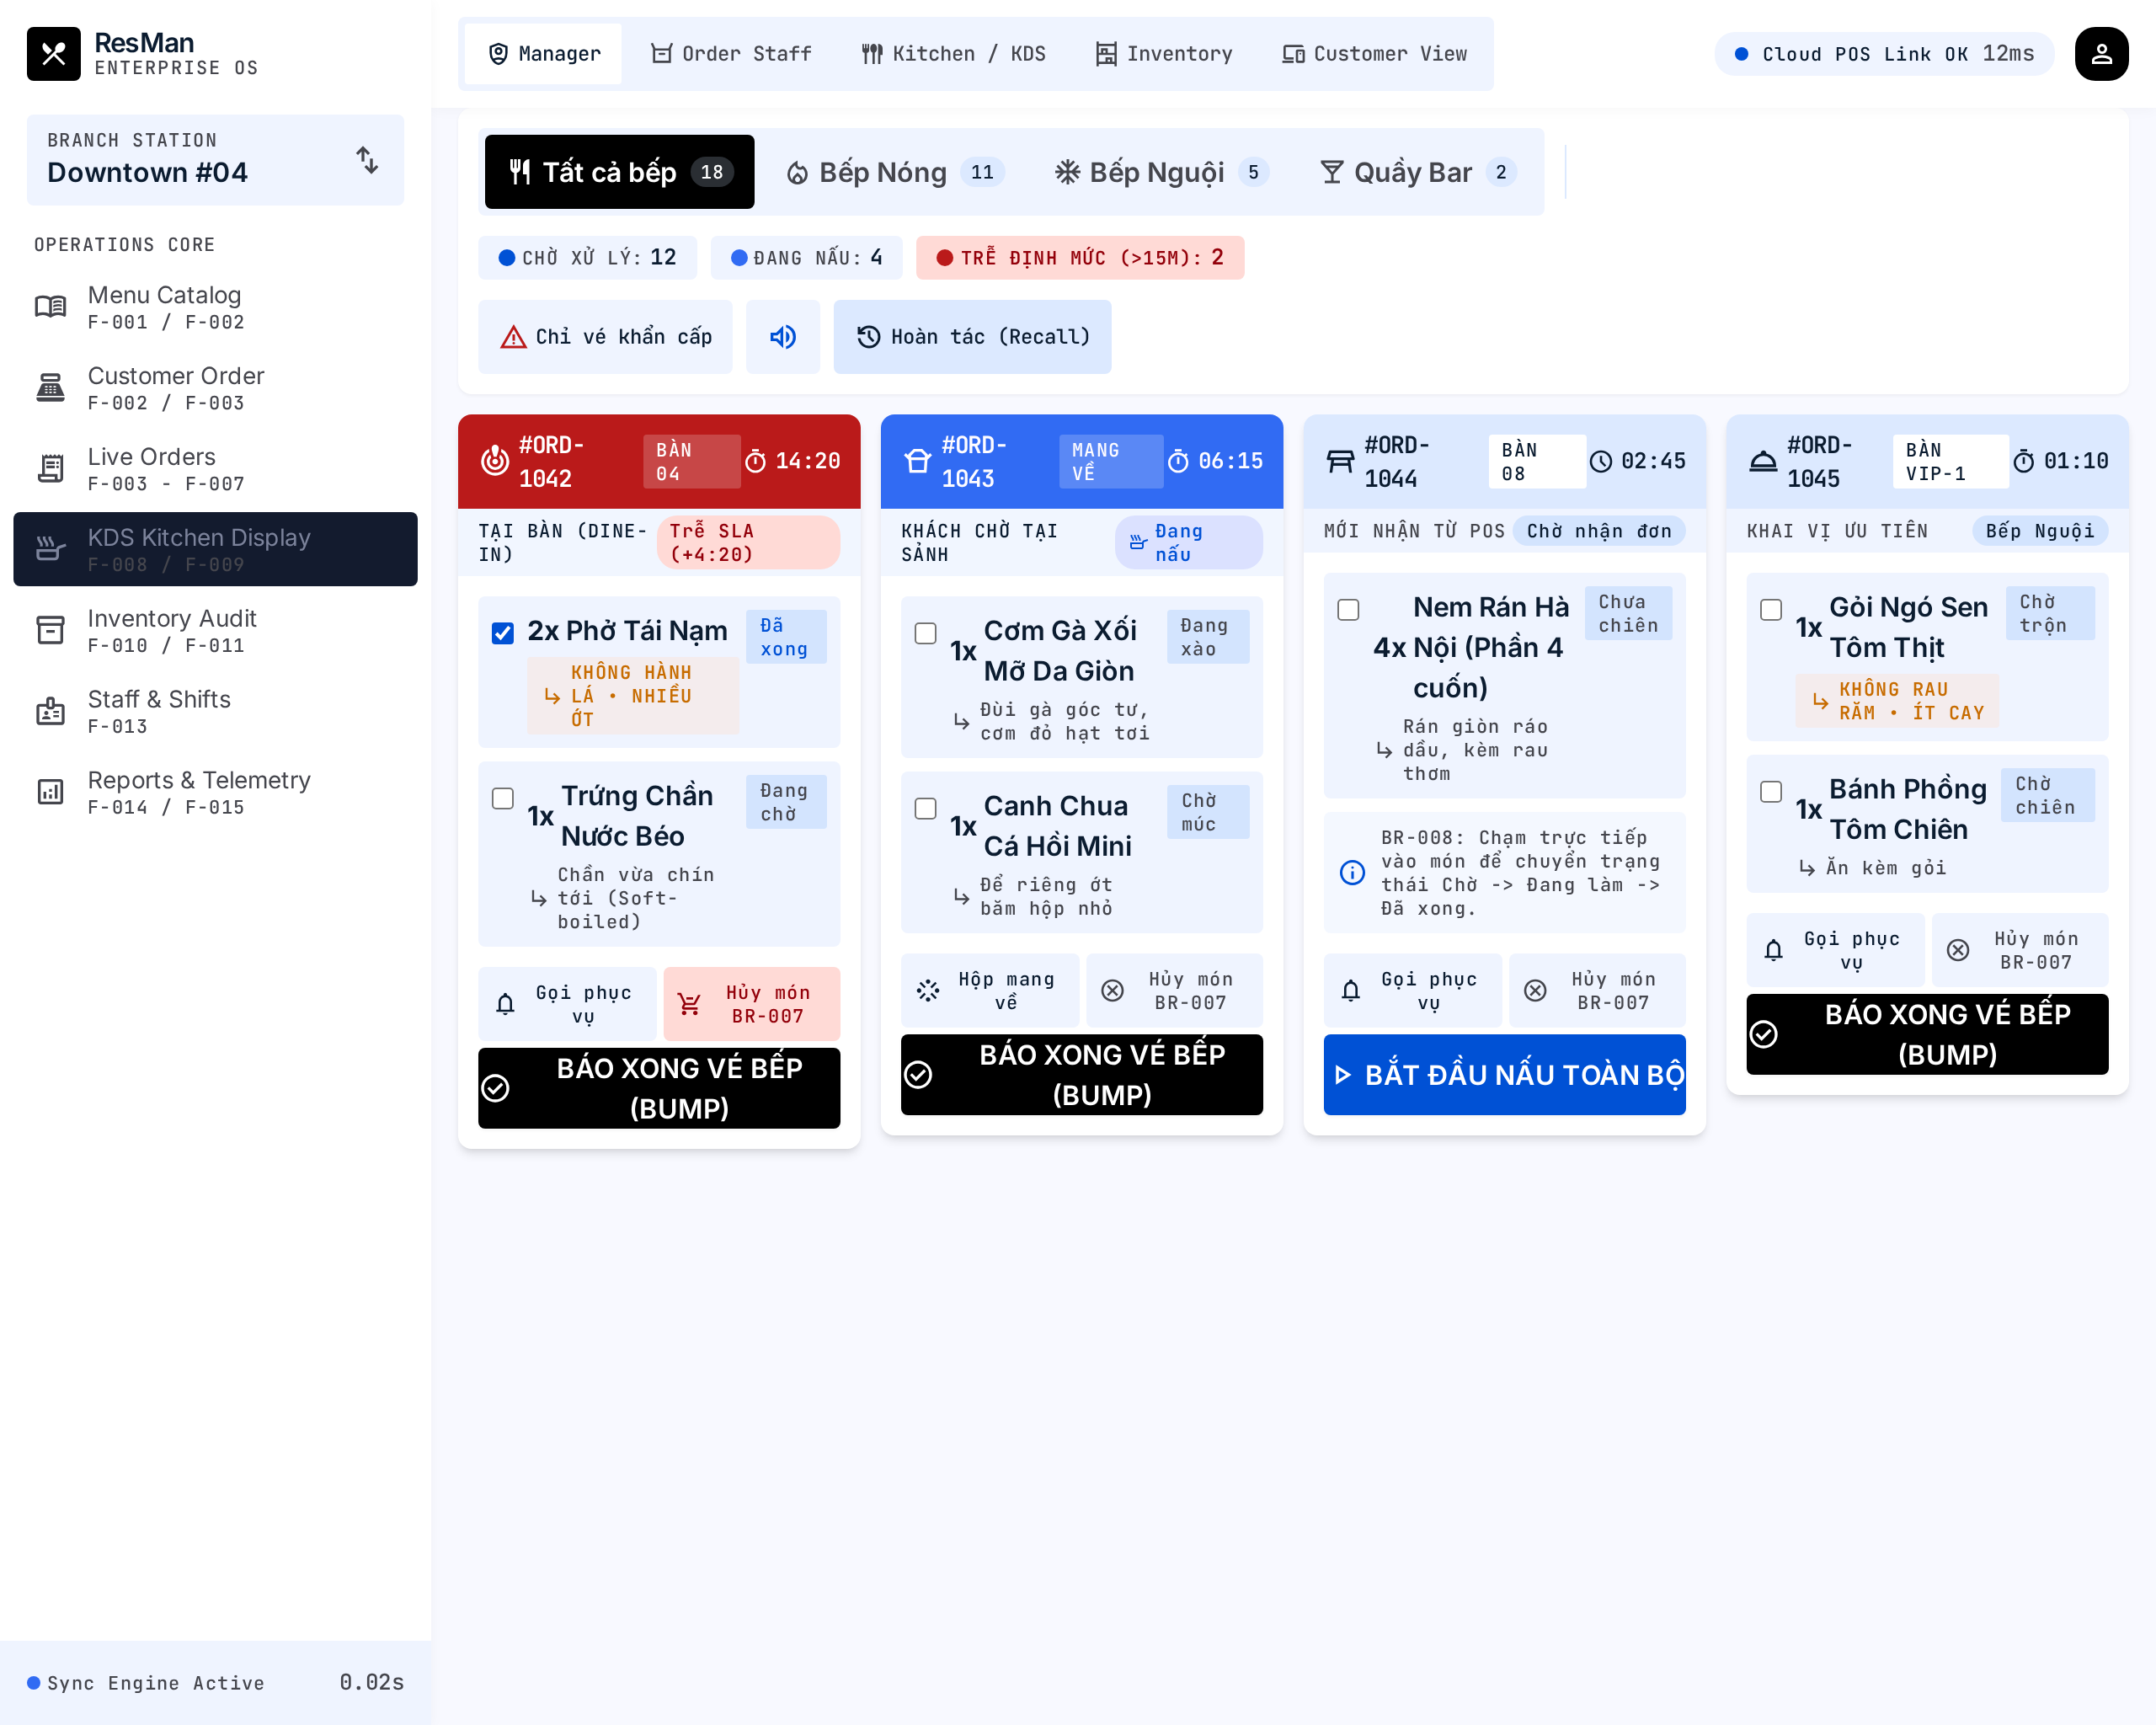 ResMan
ENTERPRISE OS
BRANCH STATION
Downtown #04
OPERATIONS CORE
Menu Catalog
F-001 / F-002
Customer Order
F-002 / F-003
Live Orders
F-003 - F-007
KDS Kitchen Display
F-008 / F-009
Inventory Audit
F-010 / F-011
Staff & Shifts
F-013
Reports & Telemetry
F-014 / F-015
Sync Engine Active 0.02s
Manager Order Staff Kitchen / KDS Inventory Customer View
Cloud POS Link OK 12ms
Tất cả bếp 18 Bếp Nóng 11 Bếp Nguội 5 Quầy Bar 2
CHỜ XỬ LÝ: 12 ĐANG NẤU: 4 TRỄ ĐỊNH MỨC (>15M): 2
Chỉ vé khẩn cấp Hoàn tác (Recall)
#ORD-
1042
BÀN
04
14:20
TẠI BÀN (DINE-
IN)
Trễ SLA
(+4:20)
2x Phở Tái Nạm
Đã
xong
KHÔNG HÀNH
LÁ • NHIỀU
ỚT
1x
Trứng Chần
Nước Béo
Đang
chờ
Chần vừa chín
tới (Soft-
boiled)
Gọi phục
vụ
Hủy món
BR-007
BÁO XONG VÉ BẾP
(BUMP)
#ORD-
1043
MANG
VỀ
06:15
KHÁCH CHỜ TẠI
SẢNH
Đang
nấu
1x
Cơm Gà Xối
Mỡ Da Giòn
Đang
xào
Đùi gà góc tư,
cơm đỏ hạt tơi
1x
Canh Chua
Cá Hồi Mini
Chờ
múc
Để riêng ớt
băm hộp nhỏ
Hộp mang
về
Hủy món
BR-007
BÁO XONG VÉ BẾP
(BUMP)
#ORD-
1044
BÀN
08
02:45
MỚI NHẬN TỪ POS
Chờ nhận đơn
4x
Nem Rán Hà
Nội (Phần 4
cuốn)
Chưa
chiên
Rán giòn ráo
dầu, kèm rau
thơm
BR-008: Chạm trực tiếp
vào món để chuyển trạng
thái Chờ -> Đang làm ->
Đã xong.
Gọi phục
vụ
Hủy món
BR-007
BẮT ĐẦU NẤU TOÀN BỘ
#ORD-
1045
BÀN
VIP-1
01:10
KHAI VỊ ƯU TIÊN
Bếp Nguội
1x
Gỏi Ngó Sen
Tôm Thịt
Chờ
trộn
KHÔNG RAU
RĂM • ÍT CAY
1x
Bánh Phồng
Tôm Chiên
Chờ
chiên
Ăn kèm gỏi
Gọi phục
vụ
Hủy món
BR-007
BÁO XONG VÉ BẾP
(BUMP)